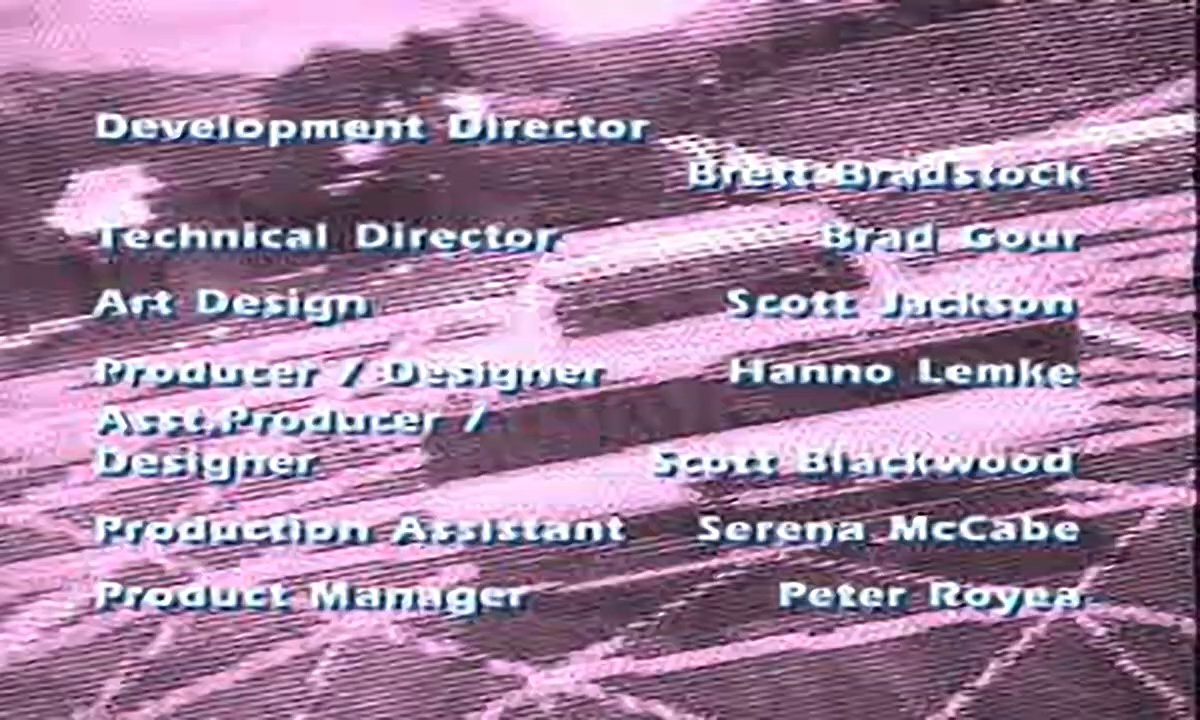 Development Director
Brett Bradstock
Technical Director Brad Gour
Art Design Scott Jackson
Producer / Designer Hanno Lemke
Asst.Producer /
Designer Scott Blackwood
Production Assistant Serena McCabe
Product Manager Peter Royea